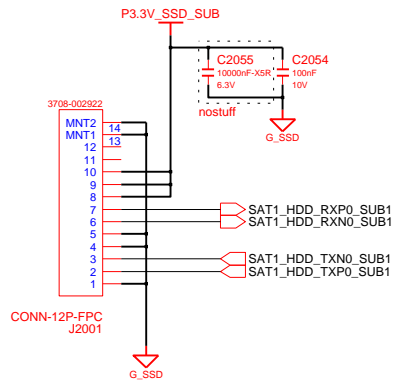 P3.3V_SSD_SUB
C2055
10000nF-X5R
6.3V
nostuff
C2054
100nF
10V
G_SSD
3708-002922
MNT2
14
MNT1
13
12
11
10
9
8
7 SAT1_HDD_RXP0_SUB1
6 SAT1_HDD_RXN0_SUB1
5
4
3 SAT1_HDD_TXN0_SUB1
2 SAT1_HDD_TXP0_SUB1
1
CONN-12P-FPC
J2001
G_SSD